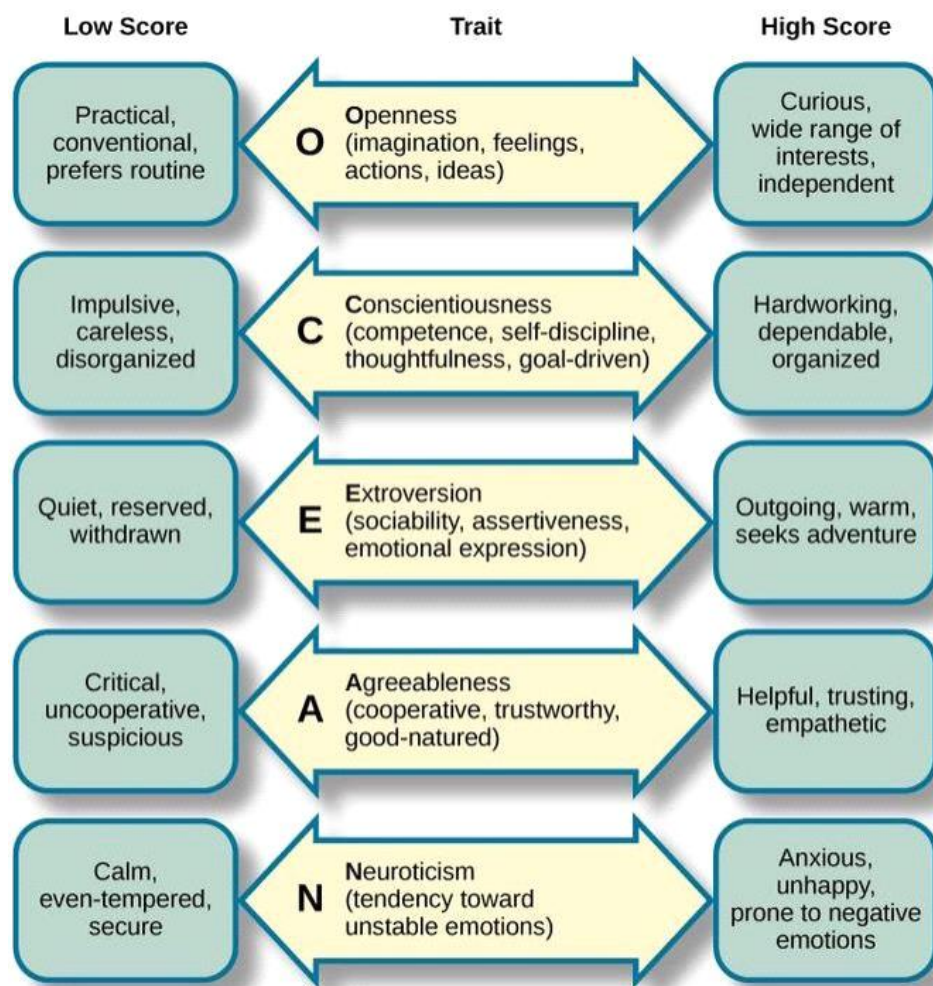 Low Score
Trait
High Score
Practical,
conventional,
prefers routine
O
Openness
(imagination, feelings,
actions, ideas)
Curious,
wide range of
interests,
independent
Impulsive,
careless,
disorganized
C
Conscientiousness
(competence, self-discipline,
thoughtfulness, goal-driven)
Hardworking,
dependable,
organized
Quiet, reserved,
withdrawn
E
Extroversion
(sociability, assertiveness,
emotional expression)
Outgoing, warm,
seeks adventure
Critical,
uncooperative,
suspicious
A
Agreeableness
(cooperative, trustworthy,
good-natured)
Helpful, trusting,
empathetic
Calm,
even-tempered,
secure
N
Neuroticism
(tendency toward
unstable emotions)
Anxious,
unhappy,
prone to negative
emotions